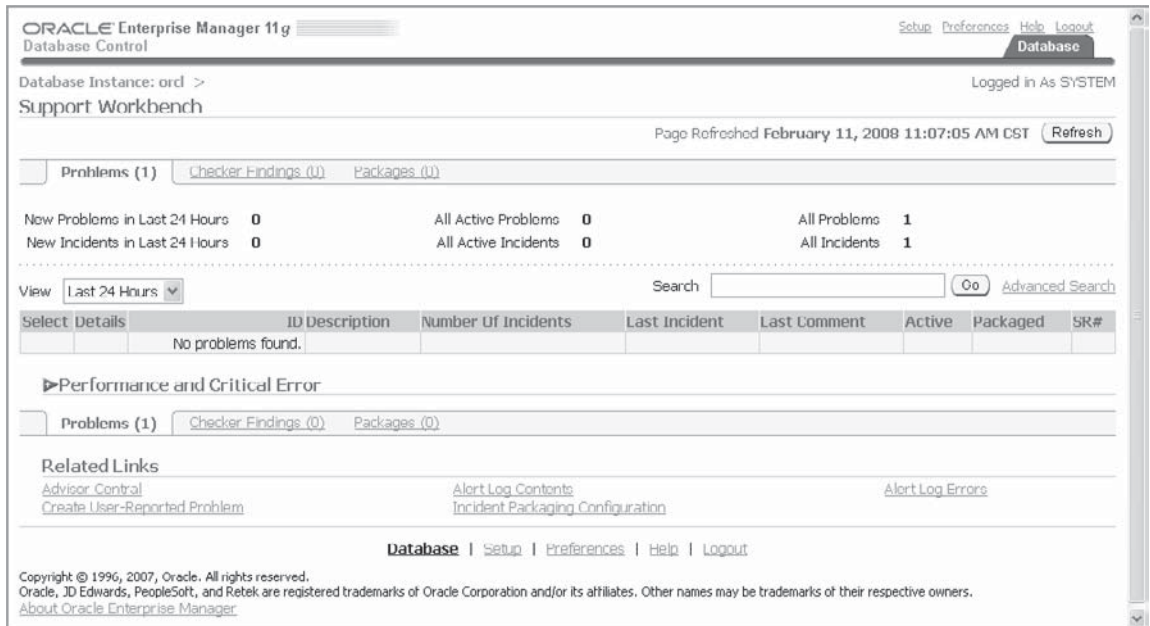 ORACLE Enterprise Manager 11g
Database Control
Setup Preferences Help Logout
Database
Database Instance: orcl >
Logged in As SYSTEM
Support Workbench
Page Refreshed February 11, 2008 11:07:05 AM CST Refresh
Problems (1) Checker Findings (0) Packages (0)
New Problems in Last 24 Hours 0 All Active Problems 0 All Problems 1
New Incidents in Last 24 Hours 0 All Active Incidents 0 All Incidents 1
View Last 24 Hours Search Go Advanced Search
Select Details ID Description Number Of Incidents Last Incident Last Comment Active Packaged SR#
No problems found.
Performance and Critical Error
Problems (1) Checker Findings (0) Packages (0)
Related Links
Advisor Central Alert Log Contents Alert Log Errors
Create User-Reported Problem Incident Packaging Configuration
Database | Setup | Preferences | Help | Logout
Copyright © 1996, 2007, Oracle. All rights reserved.
Oracle, JD Edwards, PeopleSoft, and Retek are registered trademarks of Oracle Corporation and/or its affiliates. Other names may be trademarks of their respective owners.
About Oracle Enterprise Manager